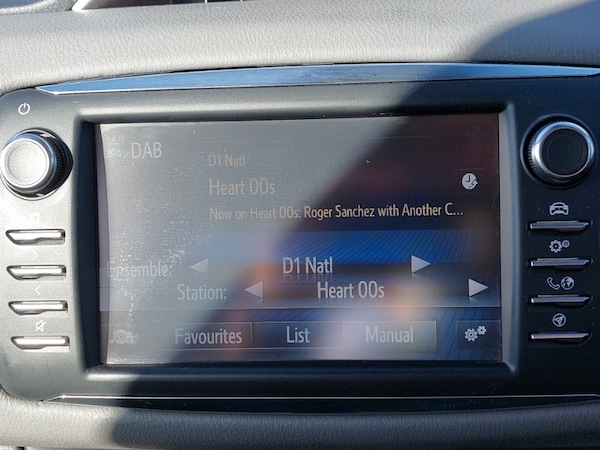 DAB
D1 Natl
Heart 00s
Now on Heart 00s: Roger Sanchez with Another C...
Ensemble: D1 Natl
Station: Heart 00s
Favourites List Manual